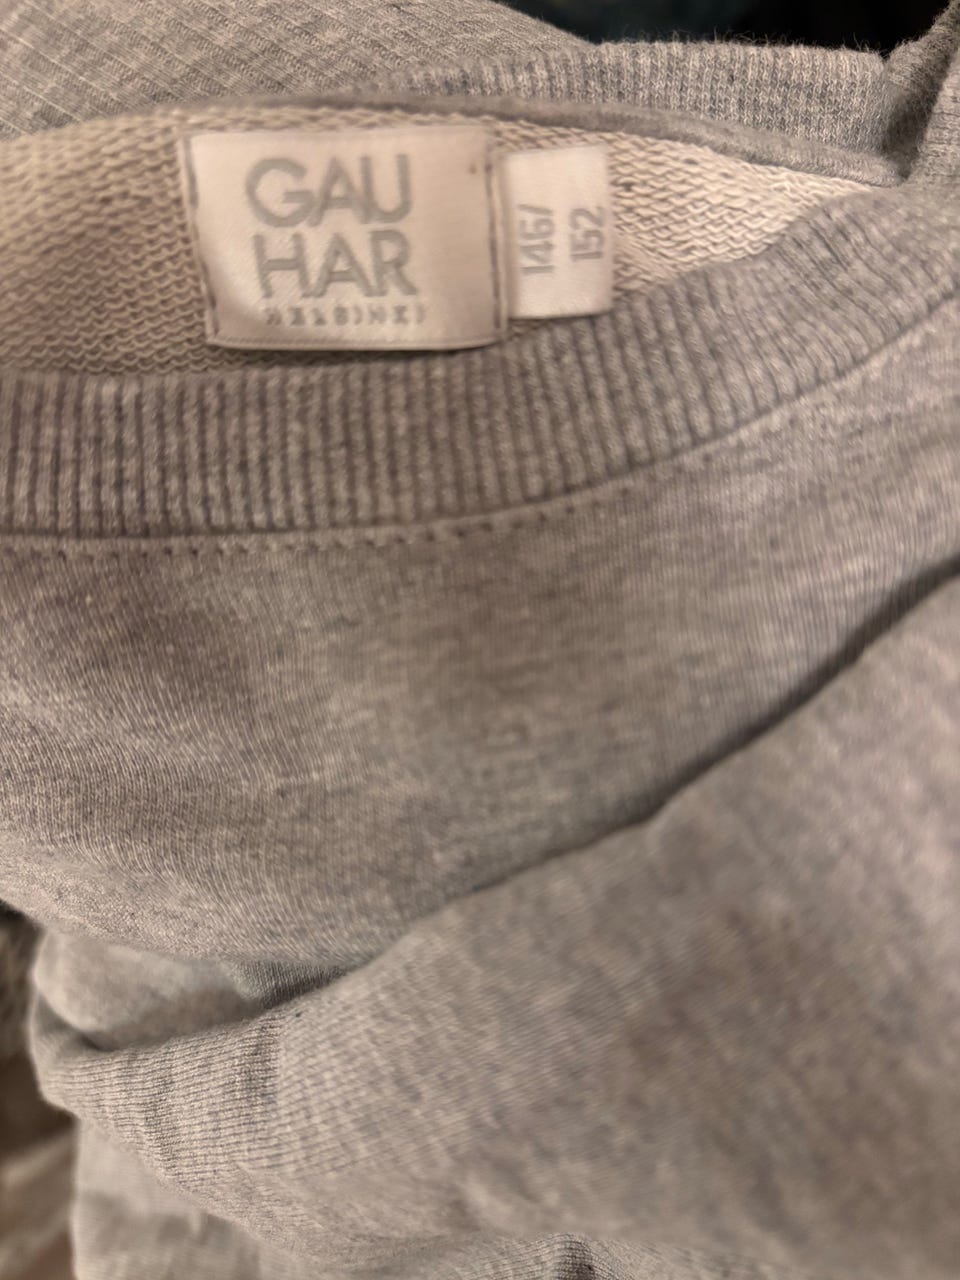 GAU
HAR
HELSINKI
146/
152